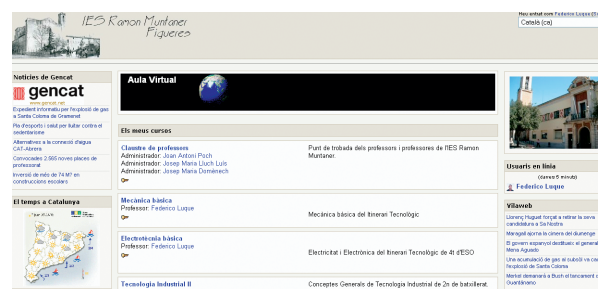 IES Ramon Muntaner
Figueres
Heu entrat com Federico Luque
Català (ca)
Notícies de Gencat
gencat
www.gencat.net
Expedient informatiu per l'explosió de gas
a Santa Coloma de Gramenet
Pla d'esports i salut per lluitar contra el
sedentarisme
Alternatives a la connexió d'aigua
CAT-Abrera
Convocades 2.565 noves places de
professorat
Inversió de més de 74 M? en
construccions escolars
El temps a Catalunya
Aula Virtual
Els meus cursos
Claustre de professors
Administrador: Joan Antoni Poch
Administrador: Josep Maria Lluch Luis
Administrador: Josep Maria Domènech
Punt de trobada dels professors i professores de l'IES Ramon
Muntaner.
Mecànica bàsica
Professor: Federico Luque
Mecànica bàsica del Itinerari Tecnològic
Electrotècnia bàsica
Professor: Federico Luque
Electricitat i Electrònica del Itinerari Tecnològic de 4t d'ESO
Tecnologia Industrial II
Conceptes Generals de Tecnologia Industrial de 2n de batxillerat.
Usuaris en línia
(darrers 5 minuts)
Federico Luque
Vilaweb
Llorenç Huguet forçat a retirar la seva
candidatura a Sa Nostra
Maragall ajorna la cimera del diumenge
El govern espanyol destitueix el general
Mena Aguado
Una acumulació de gas al subsòl va causar
l'explosió de Santa Coloma
Merkel demanarà a Bush el tancament de
Guantánamo